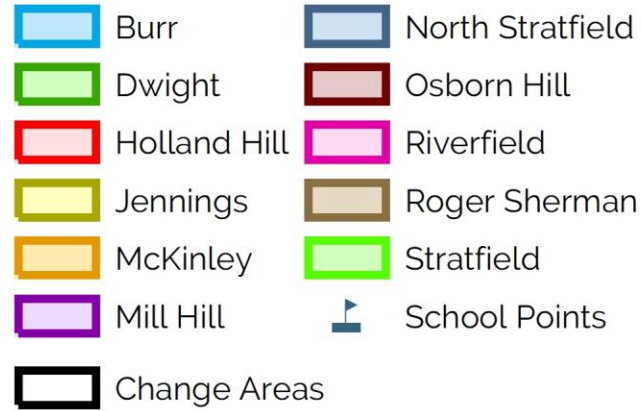 Burr
Dwight
Holland Hill
Jennings
McKinley
Mill Hill
Change Areas
North Stratfield
Osborn Hill
Riverfield
Roger Sherman
Stratfield
School Points